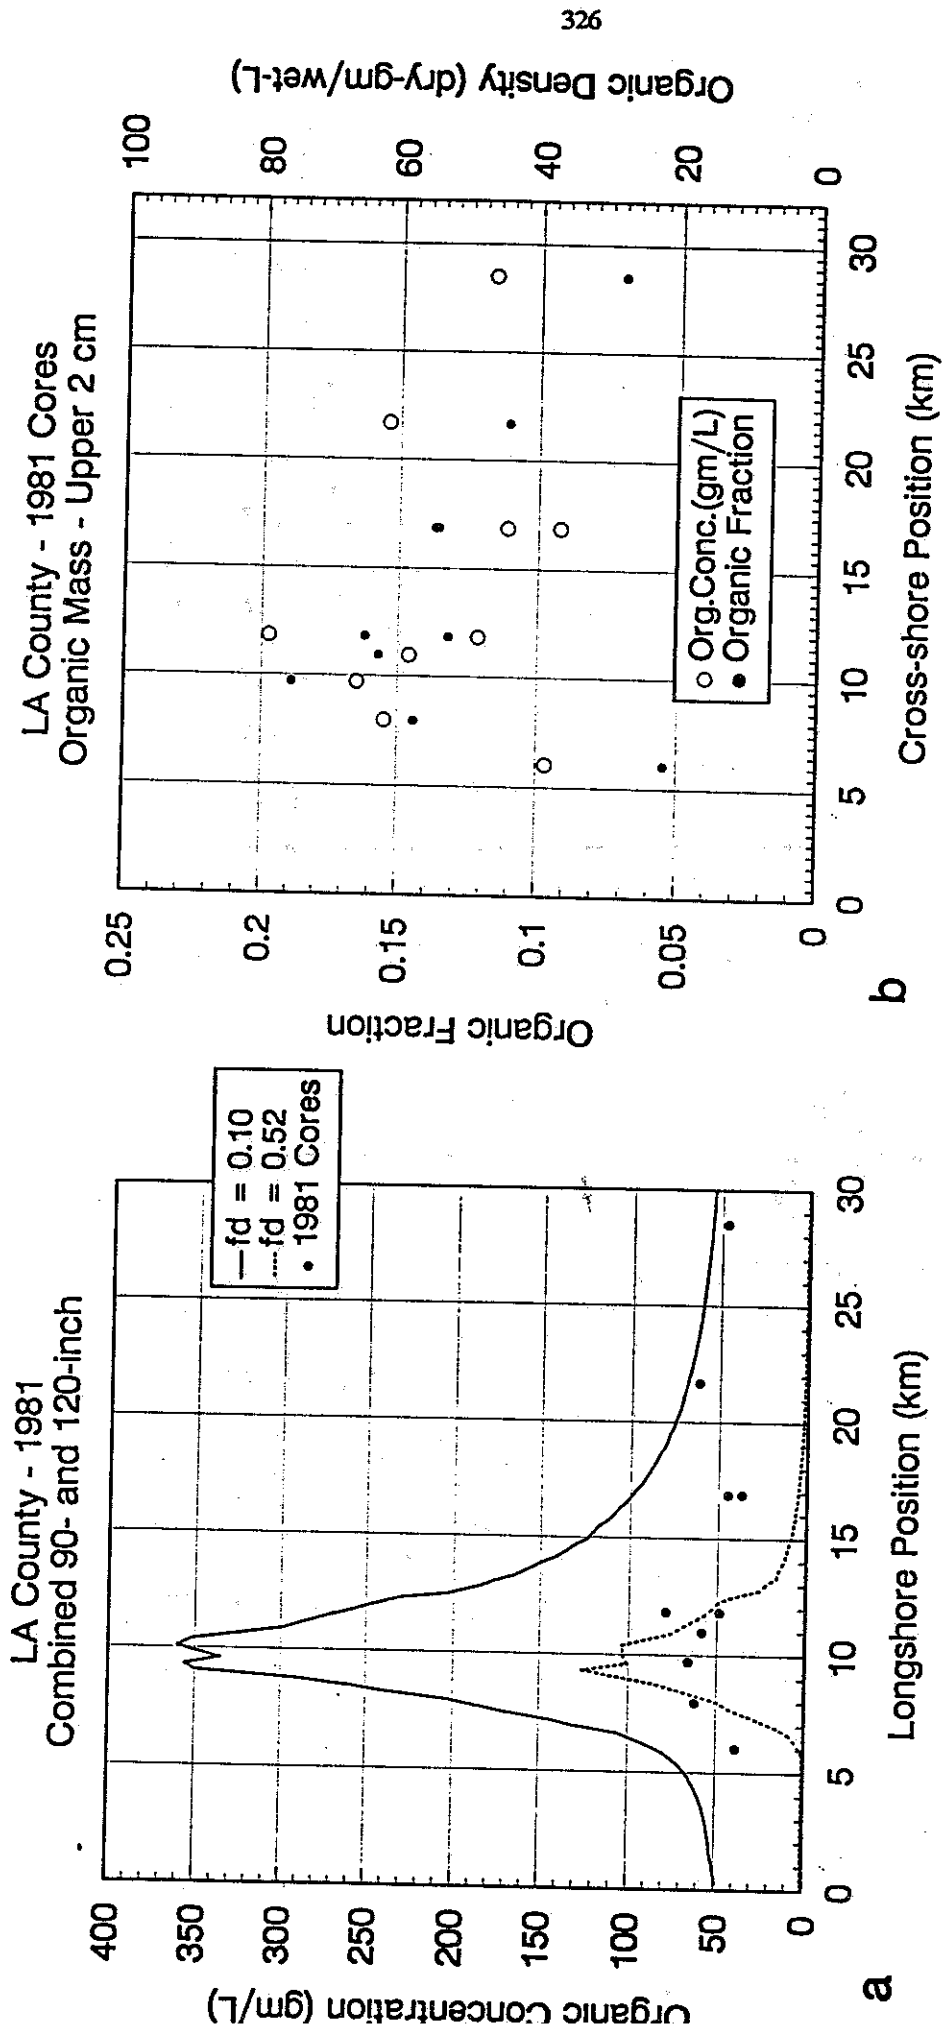 326
LA County - 1981
Combined 90- and 120-inch
fd = 0.10
fd = 0.52
1981 Cores
Organic Concentration (gm/L)
400
350
300
250
200
150
100
50
0
0
5
10
15
20
25
30
Longshore Position (km)
a
LA County - 1981 Cores
Organic Mass - Upper 2 cm
Organic Fraction
0.25
0.2
0.15
0.1
0.05
0
Organic Density (dry-gm/wet-L)
100
80
60
40
20
0
Org.Conc.(gm/L)
Organic Fraction
0
5
10
15
20
25
30
Cross-shore Position (km)
b